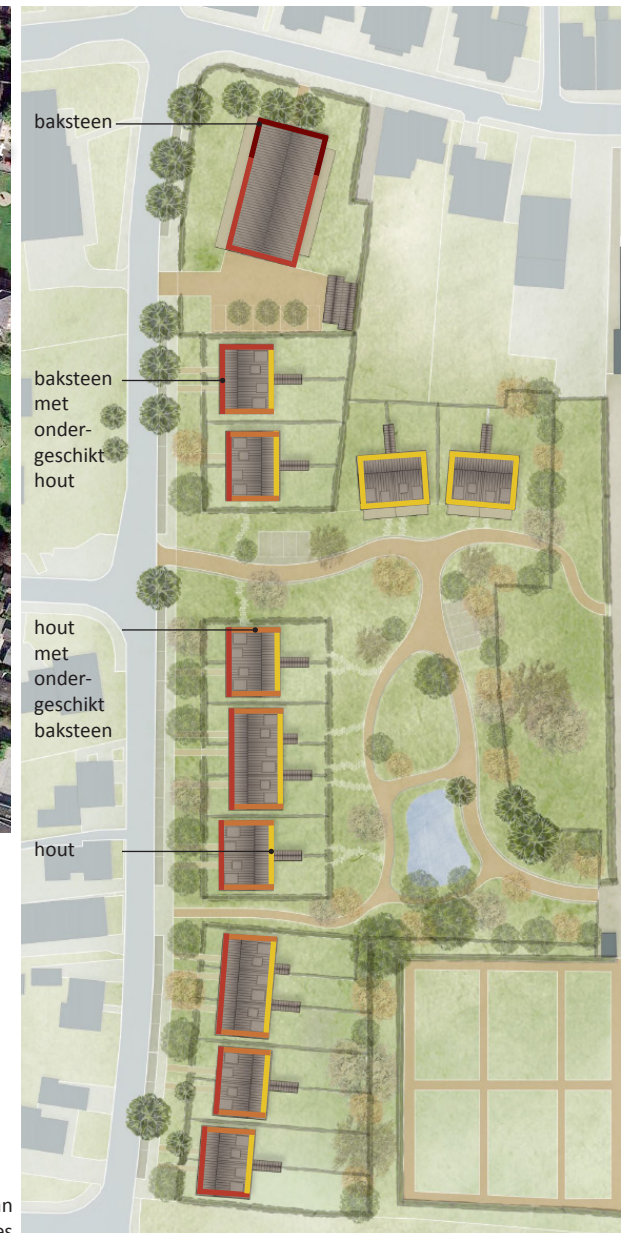 baksteen
baksteen
met
onder-
geschikt
hout
hout
met
onder-
geschikt
baksteen
hout